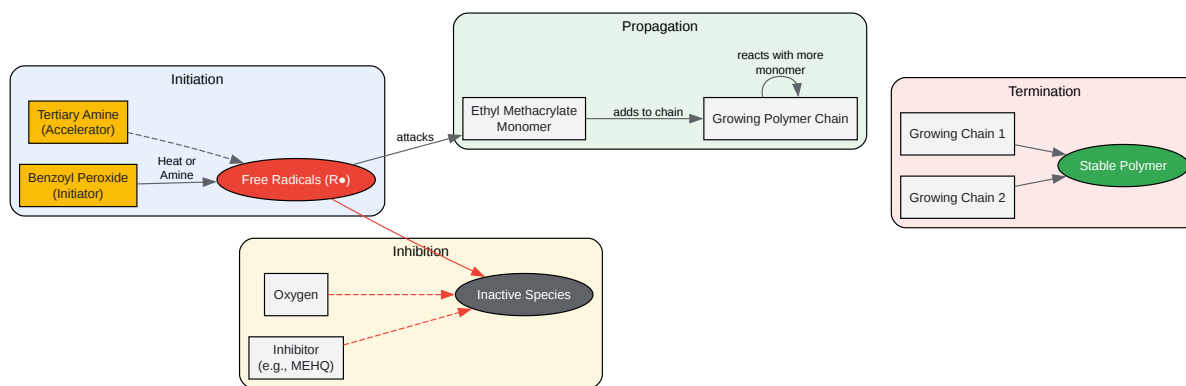 Initiation
Tertiary Amine
(Accelerator)
Benzoyl Peroxide
(Initiator)
Heat or
Amine
Free Radicals (R●)
attacks
Propagation
Ethyl Methacrylate
Monomer
adds to chain
reacts with more
monomer
Growing Polymer Chain
Termination
Growing Chain 1
Growing Chain 2
Stable Polymer
Inhibition
Oxygen
Inhibitor
(e.g., MEHQ)
Inactive Species